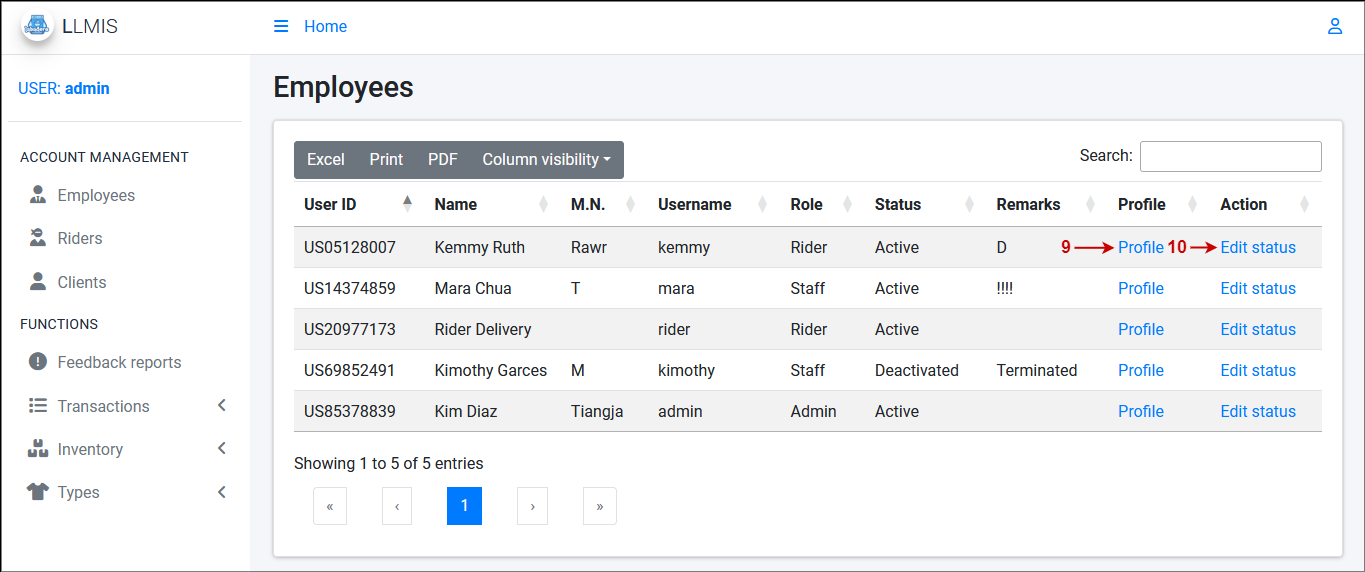 LLMIS
Home
USER: admin
ACCOUNT MANAGEMENT
Employees
Riders
Clients
FUNCTIONS
Feedback reports
Transactions
Inventory
Types
Employees
Excel Print PDF Column visibility
Search:
User ID Name M.N. Username Role Status Remarks Profile Action
US05128007 Kemmy Ruth Rawr kemmy Rider Active D 9 Profile 10 Edit status
US14374859 Mara Chua T mara Staff Active !!!! Profile Edit status
US20977173 Rider Delivery rider Rider Active Profile Edit status
US69852491 Kimothy Garces M kimothy Staff Deactivated Terminated Profile Edit status
US85378839 Kim Diaz Tiangja admin Admin Active Profile Edit status
Showing 1 to 5 of 5 entries
« ‹ 1 › »